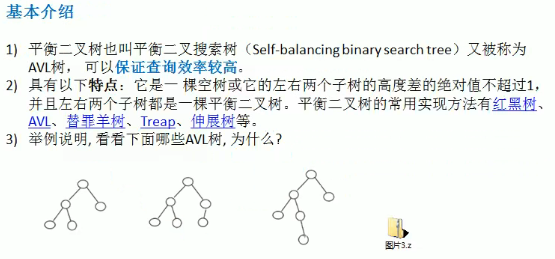 基本介绍
1) 平衡二叉树也叫平衡二叉搜索树（Self-balancing binary search tree）又被称为
AVL树， 可以保证查询效率较高。
2) 具有以下特点：它是一 棵空树或它的左右两个子树的高度差的绝对值不超过1，
并且左右两个子树都是一棵平衡二叉树。平衡二叉树的常用实现方法有红黑树、
AVL、替罪羊树、Treap、伸展树等。
3) 举例说明, 看看下面哪些AVL树, 为什么?
图片3.z